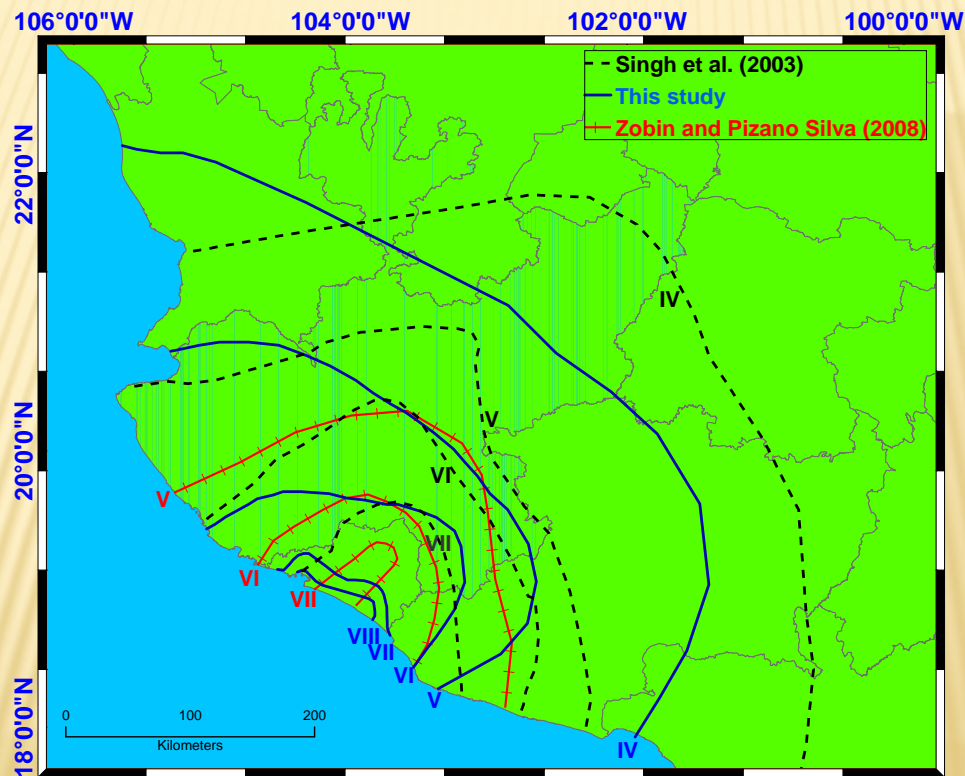 106°0'0"W 104°0'0"W 102°0'0"W 100°0'0"W
Singh et al. (2003)
This study
Zobin and Pizano Silva (2008)
22°0'0"N
20°0'0"N
18°0'0"N
IV
V
VI
VII
V
VI
VII
VIII
VII
VI
V
IV
0 100 200
Kilometers